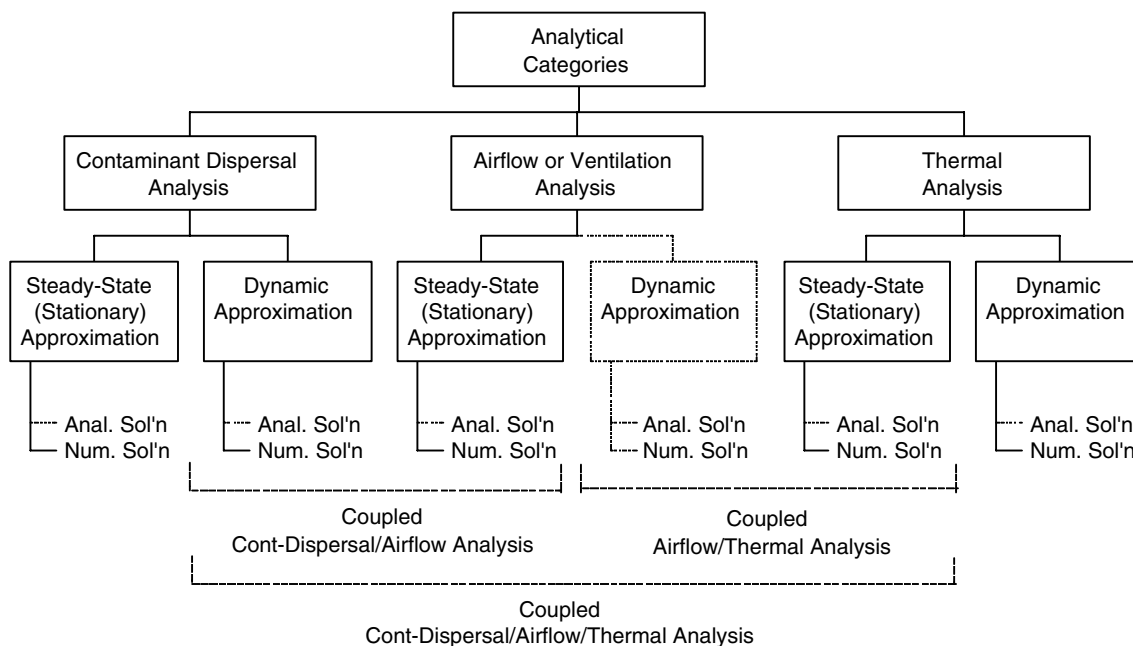 Analytical
Categories
Contaminant Dispersal
Analysis
Airflow or Ventilation
Analysis
Thermal
Analysis
Steady-State
(Stationary)
Approximation
Dynamic
Approximation
Steady-State
(Stationary)
Approximation
Dynamic
Approximation
Steady-State
(Stationary)
Approximation
Dynamic
Approximation
Anal. Sol'n
Num. Sol'n
Anal. Sol'n
Num. Sol'n
Anal. Sol'n
Num. Sol'n
Anal. Sol'n
Num. Sol'n
Anal. Sol'n
Num. Sol'n
Anal. Sol'n
Num. Sol'n
Coupled
Cont-Dispersal/Airflow Analysis
Coupled
Airflow/Thermal Analysis
Coupled
Cont-Dispersal/Airflow/Thermal Analysis